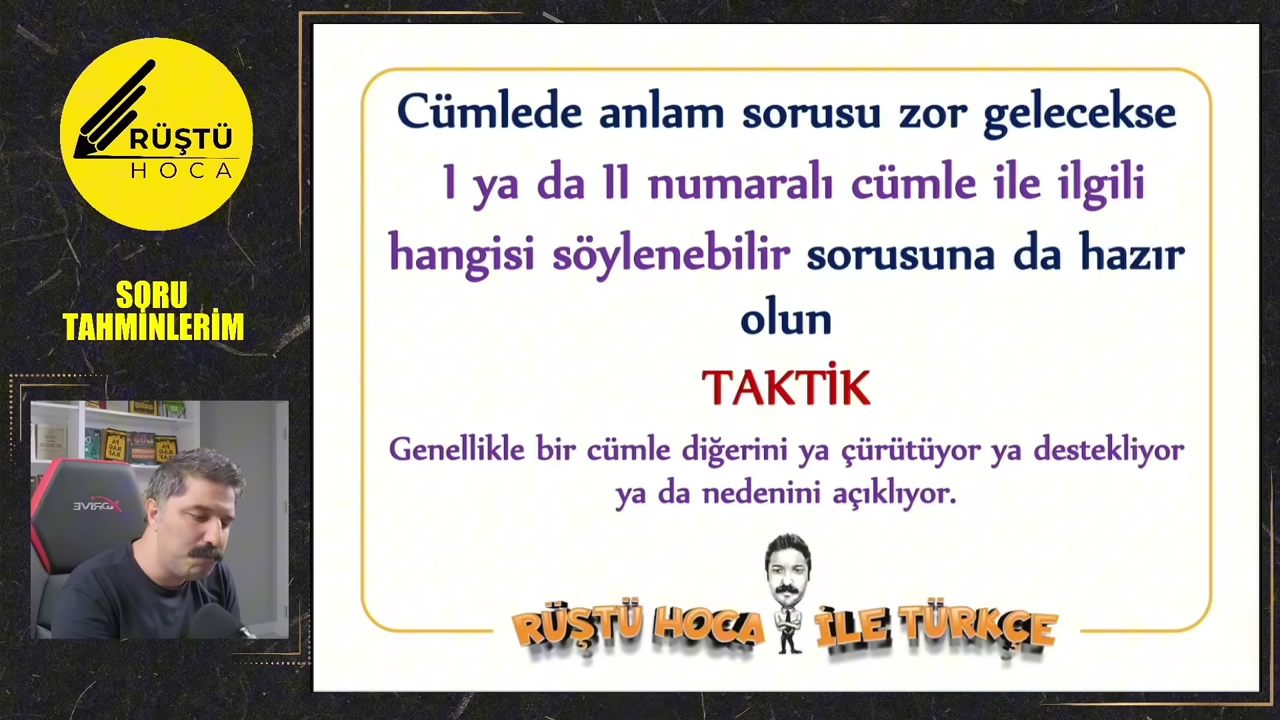 RÜŞTÜ
HOCA
SORU
TAHMİNLERİM
Cümlede anlam sorusu zor gelecekse
I ya da II numaralı cümle ile ilgili
hangisi söylenebilir sorusuna da hazır
olun
TAKTİK
Genellikle bir cümle diğerini ya çürütüyor ya destekliyor
ya da nedenini açıklıyor.
RÜŞTÜ HOCA İLE TÜRKÇE